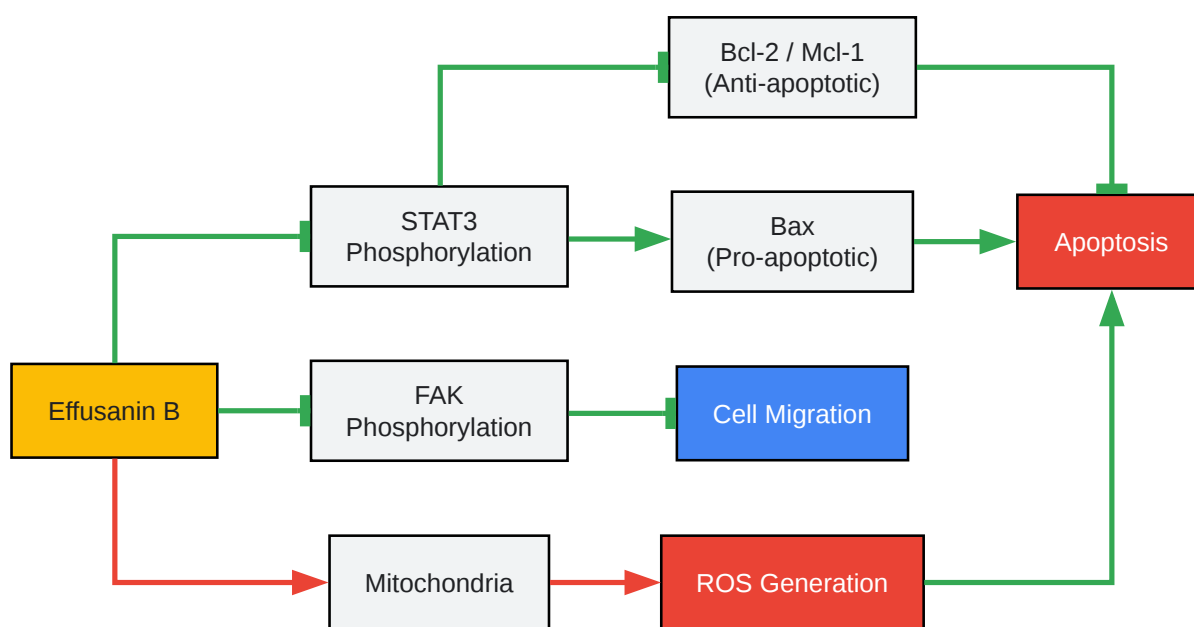 Bcl-2 / Mcl-1
(Anti-apoptotic)
STAT3
Phosphorylation
Bax
(Pro-apoptotic)
Apoptosis
Effusanin B
FAK
Phosphorylation
Cell Migration
Mitochondria
ROS Generation